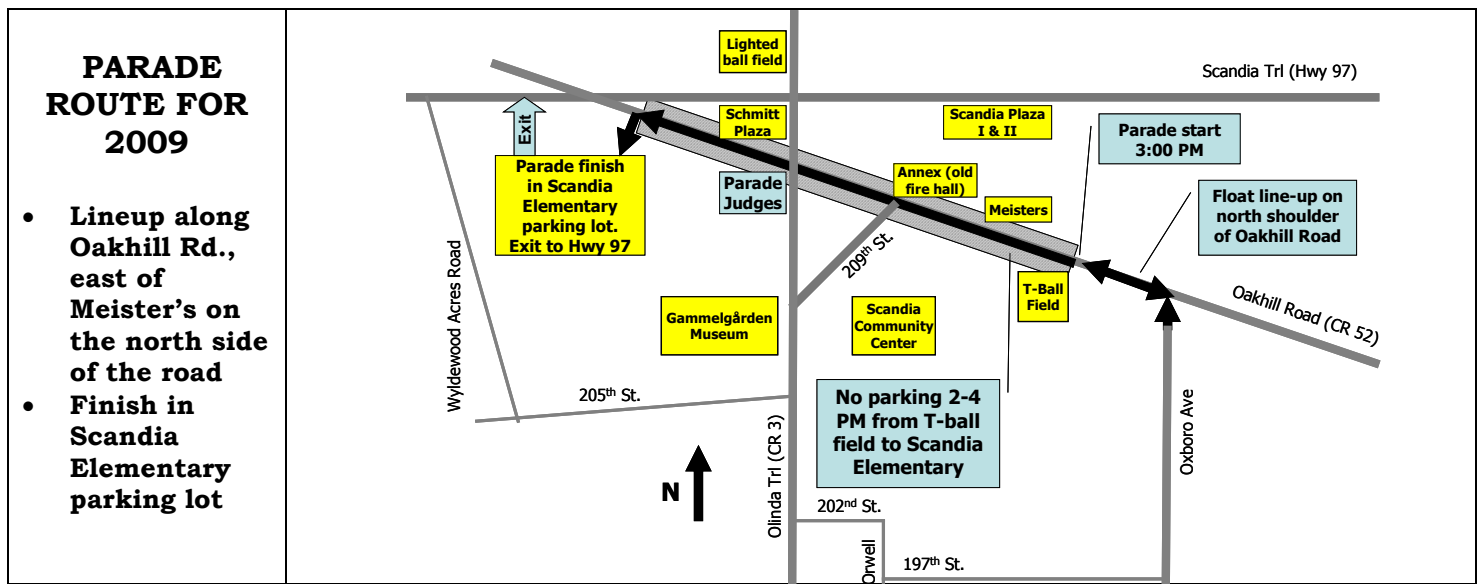 PARADE
ROUTE FOR
2009
• Lineup along
Oakhill Rd.,
east of
Meister's on
the north side
of the road
• Finish in
Scandia
Elementary
parking lot
Lighted
ball field
Scandia Trl (Hwy 97)
Exit
Schmitt
Plaza
Scandia Plaza
I & II
Parade start
3:00 PM
Parade finish
in Scandia
Elementary
parking lot.
Exit to Hwy 97
Parade
Judges
Annex (old
fire hall)
Meisters
Float line-up on
north shoulder
of Oakhill Road
209th St.
Wyldewood Acres Road
Gammelgården
Museum
Scandia
Community
Center
T-Ball
Field
Oakhill Road (CR 52)
205th St.
No parking 2-4
PM from T-ball
field to Scandia
Elementary
Oxboro Ave
Olinda Trl (CR 3)
N
202nd St.
Orwell
197th St.